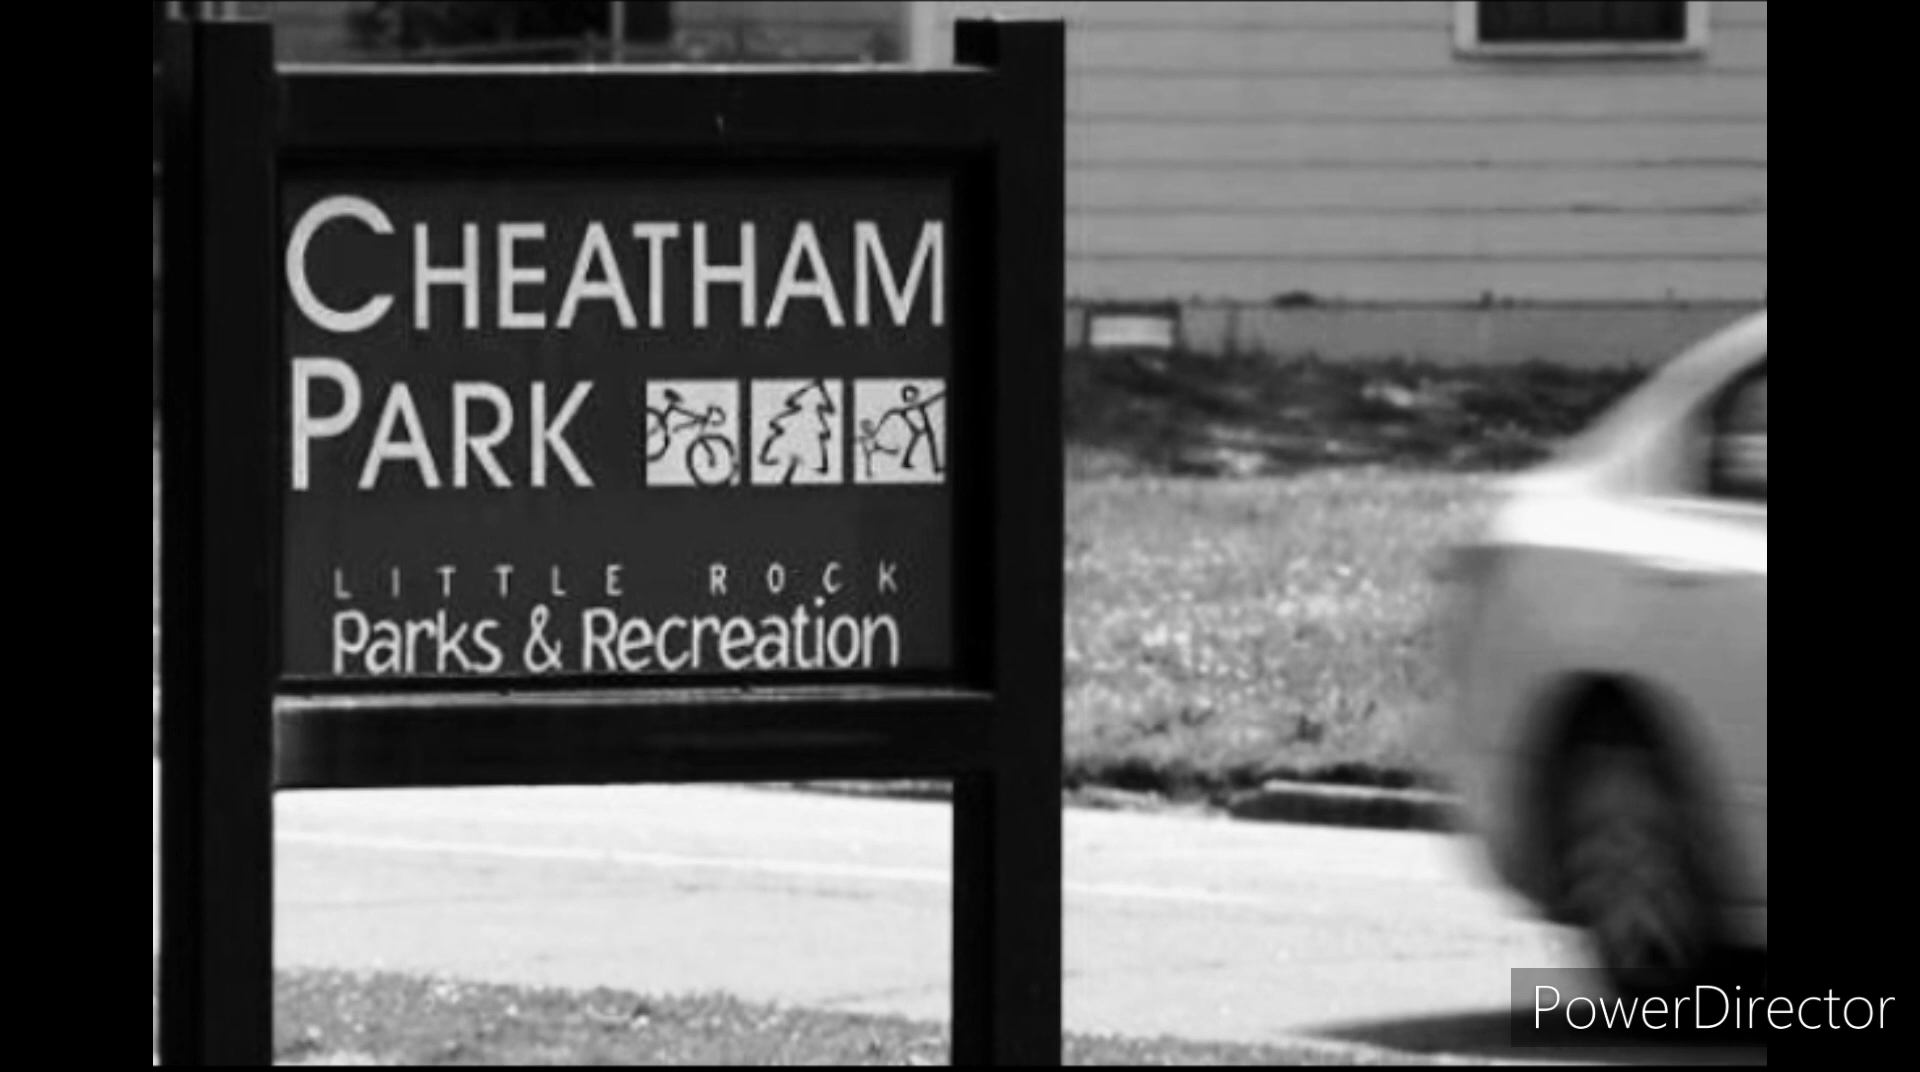 CHEATHAM
PARK
LITTLE ROCK
Parks & Recreation
PowerDirector